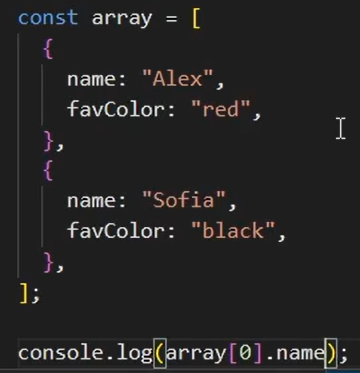 const array = [
  {
    name: "Alex",
    favColor: "red",
  },
  {
    name: "Sofia",
    favColor: "black",
  },
];
console.log(array[0].name);